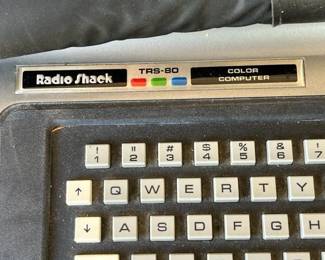 Radio Shack TRS-80 COLOR
COMPUTER
! " # $ % &
1 2 3 4 5 6 7
↑ Q W E R T Y
← A S D F G H